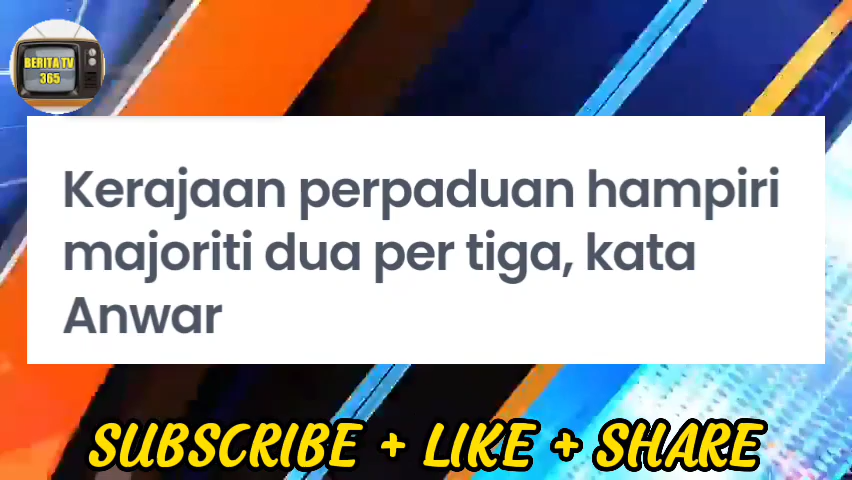 BERITA TV
365
Kerajaan perpaduan hampiri
majoriti dua per tiga, kata
Anwar
SUBSCRIBE + LIKE + SHARE